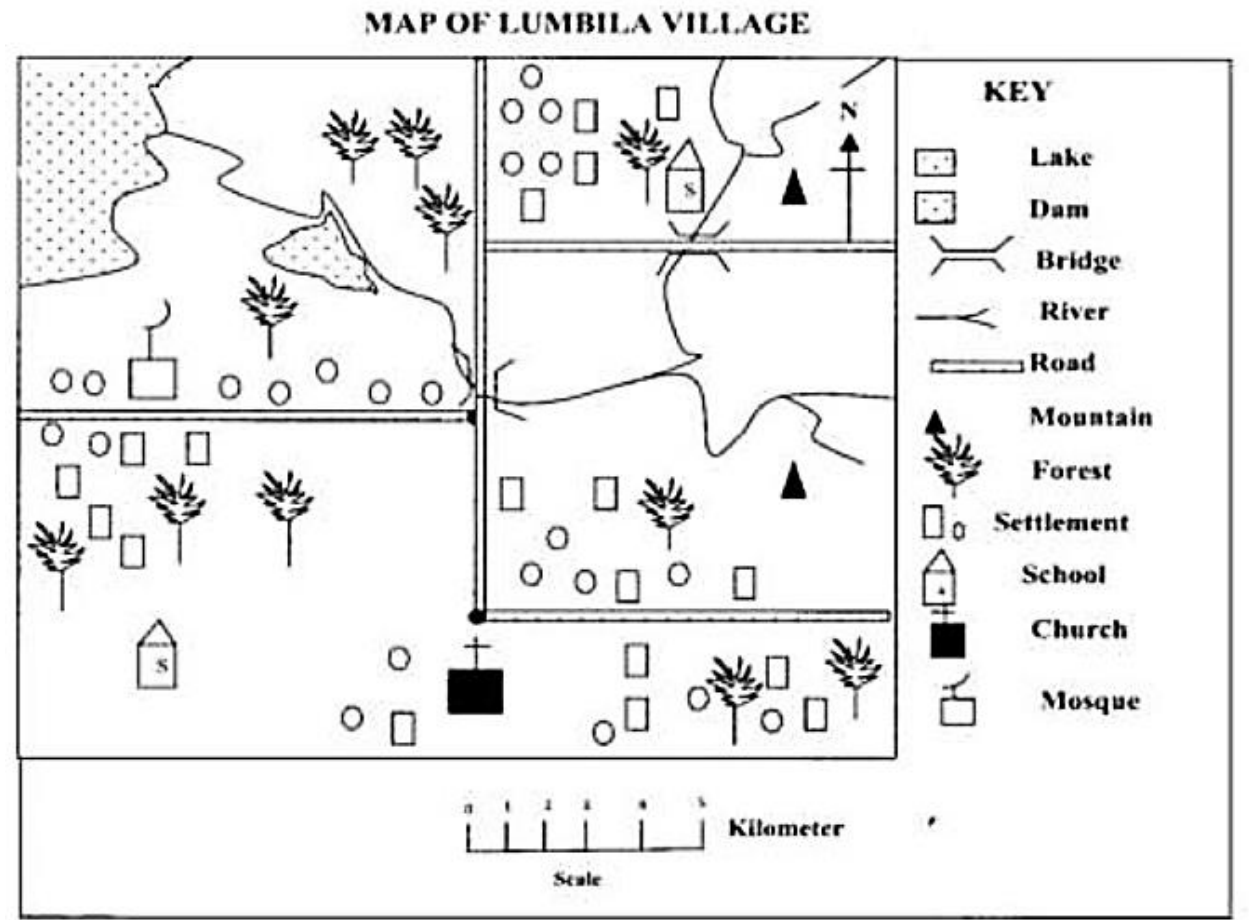 MAP OF LUMBILA VILLAGE
N
S
S
KEY
Lake
Dam
Bridge
River
Road
Mountain
Forest
Settlement
School
Church
Mosque
0 1 2 3 4 5
Kilometer
Scale